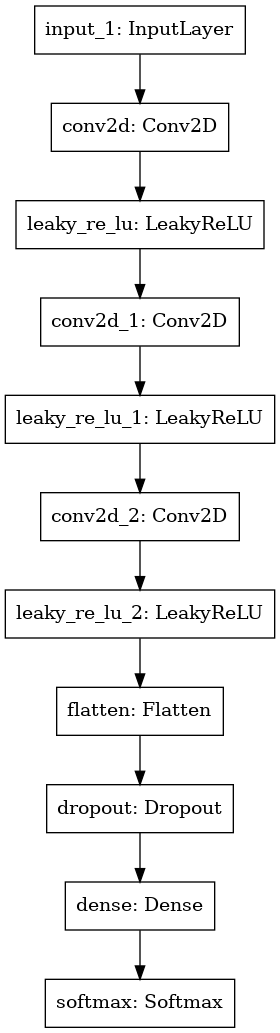 input_1: InputLayer
conv2d: Conv2D
leaky_re_lu: LeakyReLU
conv2d_1: Conv2D
leaky_re_lu_1: LeakyReLU
conv2d_2: Conv2D
leaky_re_lu_2: LeakyReLU
flatten: Flatten
dropout: Dropout
dense: Dense
softmax: Softmax